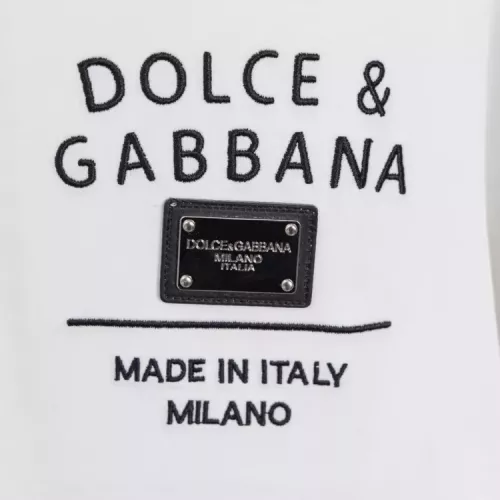 DOLCE &
GABBANA
DOLCE&GABBANA
MILANO
ITALIA
MADE IN ITALY
MILANO